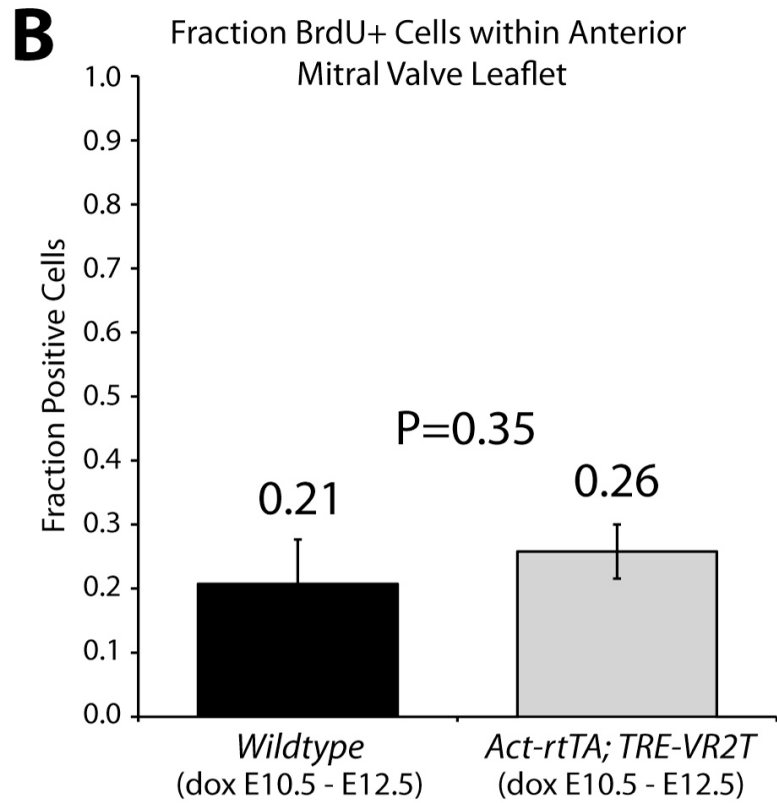 B
Fraction BrdU+ Cells within Anterior
Mitral Valve Leaflet
Fraction Positive Cells
1.0
0.9
0.8
0.7
0.6
0.5
0.4
0.3
0.2
0.1
0.0
P=0.35
0.21
0.26
Wildtype
(dox E10.5 - E12.5)
Act-rtTA; TRE-VR2T
(dox E10.5 - E12.5)